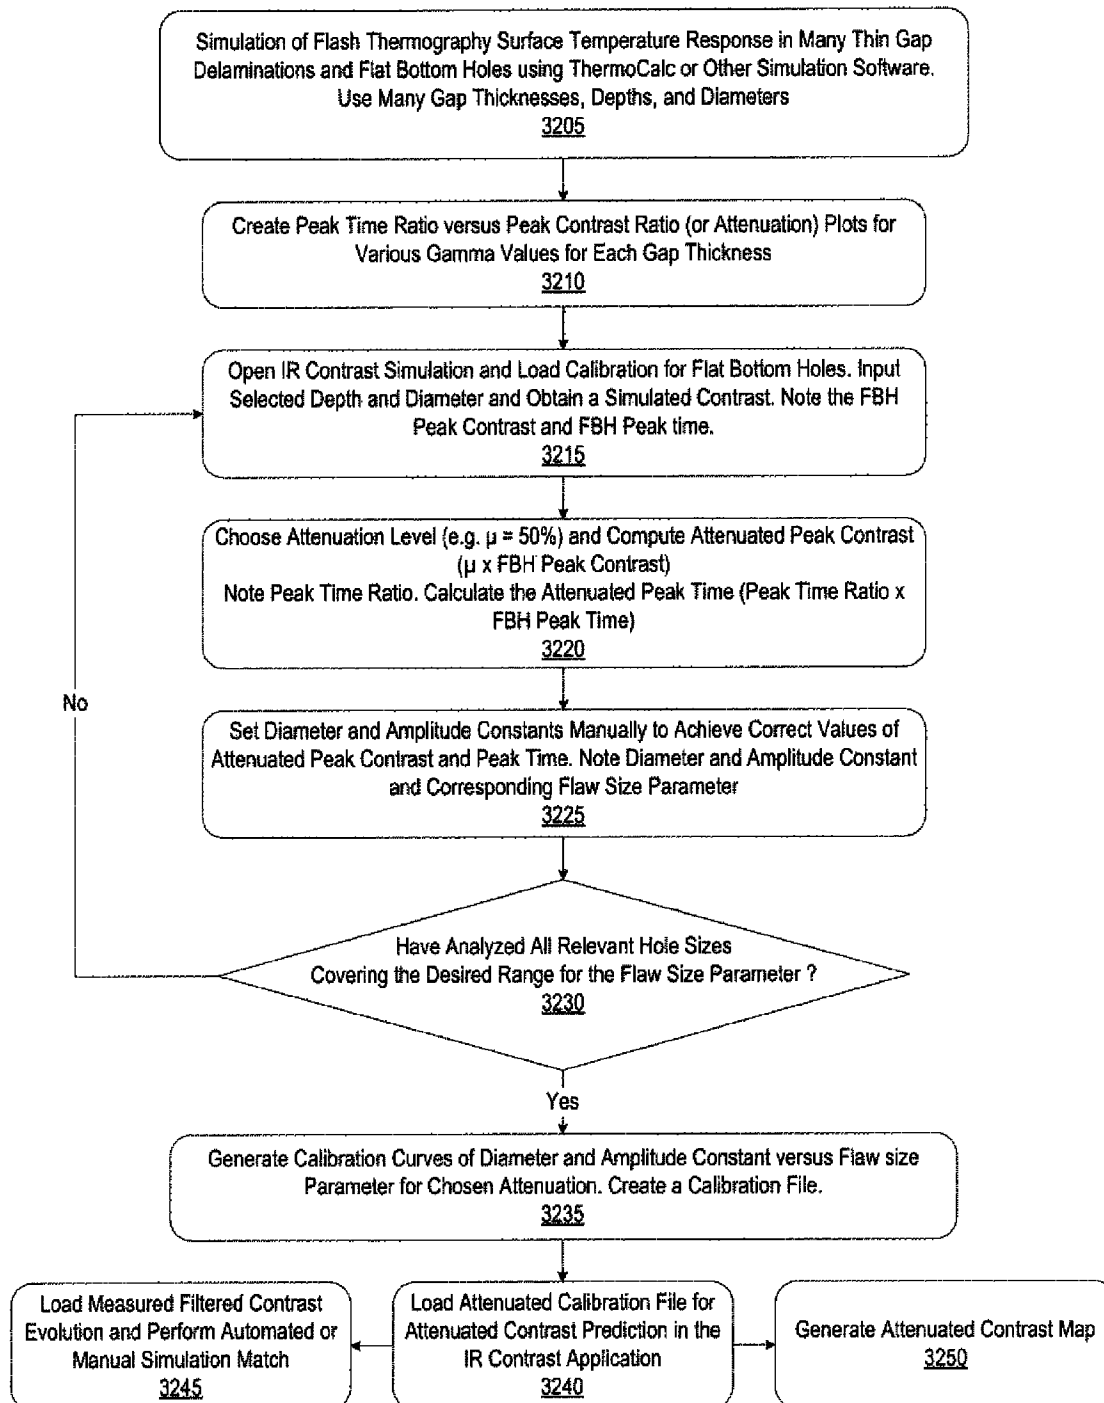 Simulation of Flash Thermography Surface Temperature Response in Many Thin Gap
Delaminations and Flat Bottom Holes using ThermoCalc or Other Simulation Software.
Use Many Gap Thicknesses, Depths, and Diameters
3205
Create Peak Time Ratio versus Peak Contrast Ratio (or Attenuation) Plots for
Various Gamma Values for Each Gap Thickness
3210
Open IR Contrast Simulation and Load Calibration for Flat Bottom Holes. Input
Selected Depth and Diameter and Obtain a Simulated Contrast. Note the FBH
Peak Contrast and FBH Peak time.
3215
Choose Attenuation Level (e.g. µ = 50%) and Compute Attenuated Peak Contrast
(µ x FBH Peak Contrast)
Note Peak Time Ratio. Calculate the Attenuated Peak Time (Peak Time Ratio x
FBH Peak Time)
3220
No
Set Diameter and Amplitude Constants Manually to Achieve Correct Values of
Attenuated Peak Contrast and Peak Time. Note Diameter and Amplitude Constant
and Corresponding Flaw Size Parameter
3225
Have Analyzed All Relevant Hole Sizes
Covering the Desired Range for the Flaw Size Parameter ?
3230
Yes
Generate Calibration Curves of Diameter and Amplitude Constant versus Flaw size
Parameter for Chosen Attenuation. Create a Calibration File.
3235
Load Measured Filtered Contrast
Evolution and Perform Automated or
Manual Simulation Match
3245
Load Attenuated Calibration File for
Attenuated Contrast Prediction in the
IR Contrast Application
3240
Generate Attenuated Contrast Map
3250